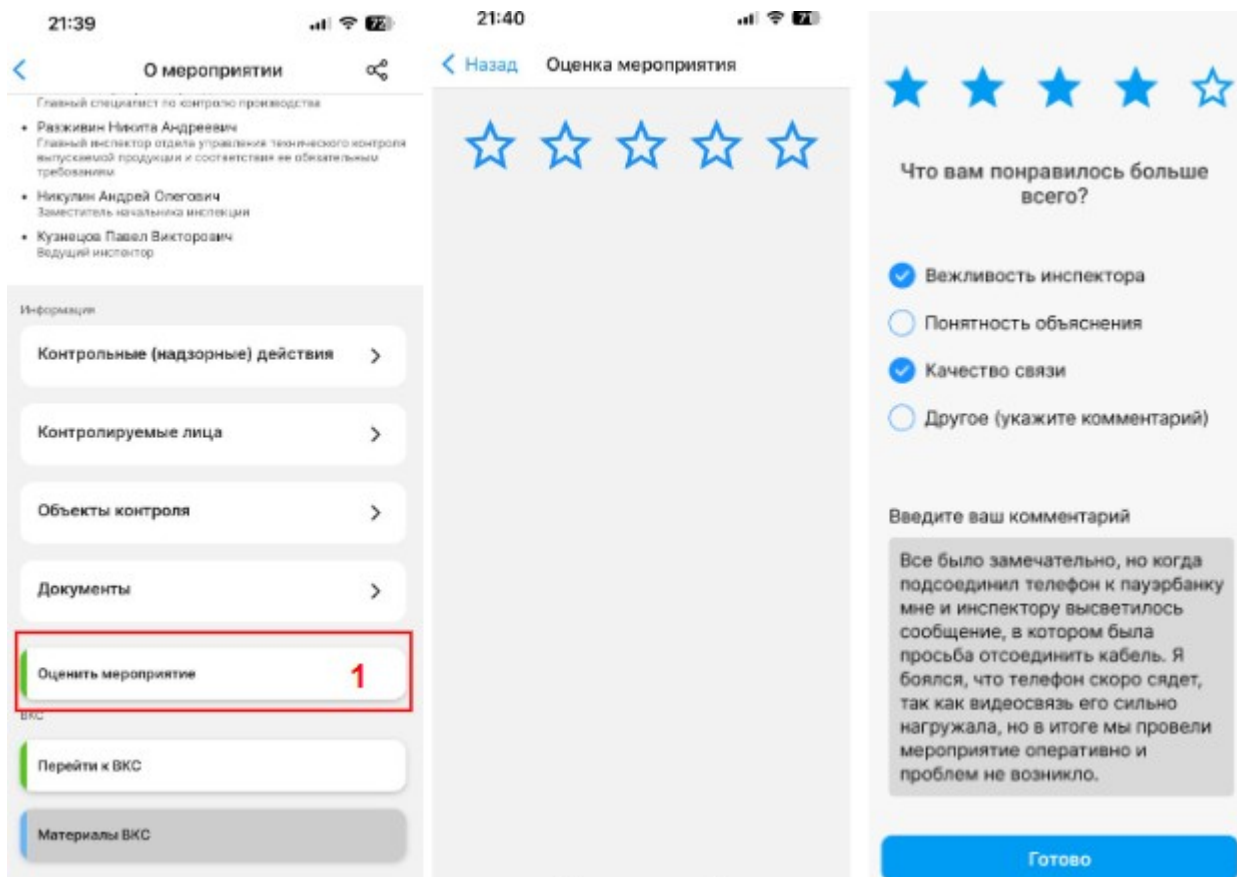 21:39
72
О мероприятии
Главный специалист по контролю производства
• Разживин Никита Андреевич
Главный инспектор отдела управления технического контроля
выпускаемой продукции и соответствия ее обязательным
требованиям
• Никулин Андрей Олегович
Заместитель начальника инспекции
• Кузнецов Павел Викторович
Ведущий инспектор
Информация
Контрольные (надзорные) действия
Контролируемые лица
Объекты контроля
Документы
Оценить мероприятие
1
ВКС
Перейти к ВКС
Материалы ВКС
21:40
71
Назад Оценка мероприятия
Что вам понравилось больше
всего?
Вежливость инспектора
Понятность объяснения
Качество связи
Другое (укажите комментарий)
Введите ваш комментарий
Все было замечательно, но когда
подсоединил телефон к пауэрбанку
мне и инспектору высветилось
сообщение, в котором была
просьба отсоединить кабель. Я
боялся, что телефон скоро сядет,
так как видеосвязь его сильно
нагружала, но в итоге мы провели
мероприятие оперативно и
проблем не возникло.
Готово